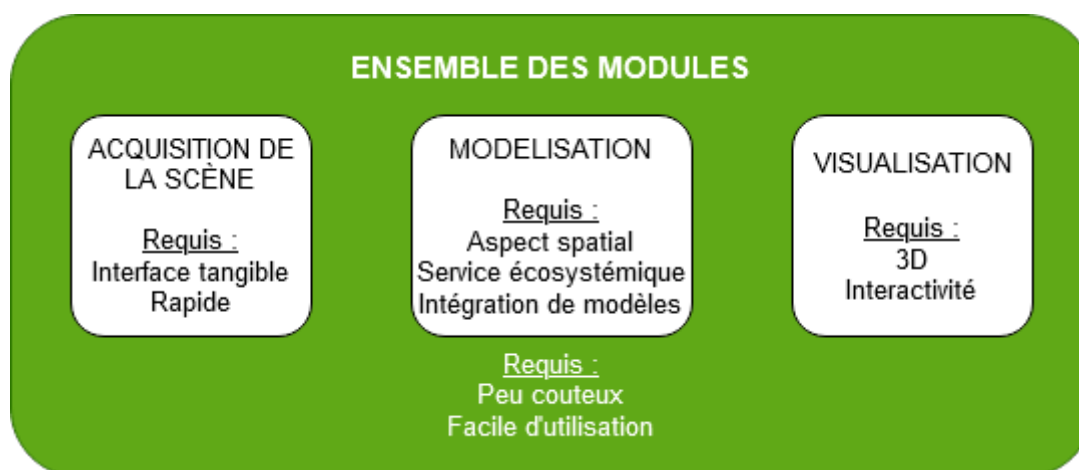 ENSEMBLE DES MODULES
ACQUISITION DE
LA SCÈNE
Requis :
Interface tangible
Rapide
MODELISATION
Requis :
Aspect spatial
Service écosystémique
Intégration de modèles
VISUALISATION
Requis :
3D
Interactivité
Requis :
Peu couteux
Facile d'utilisation